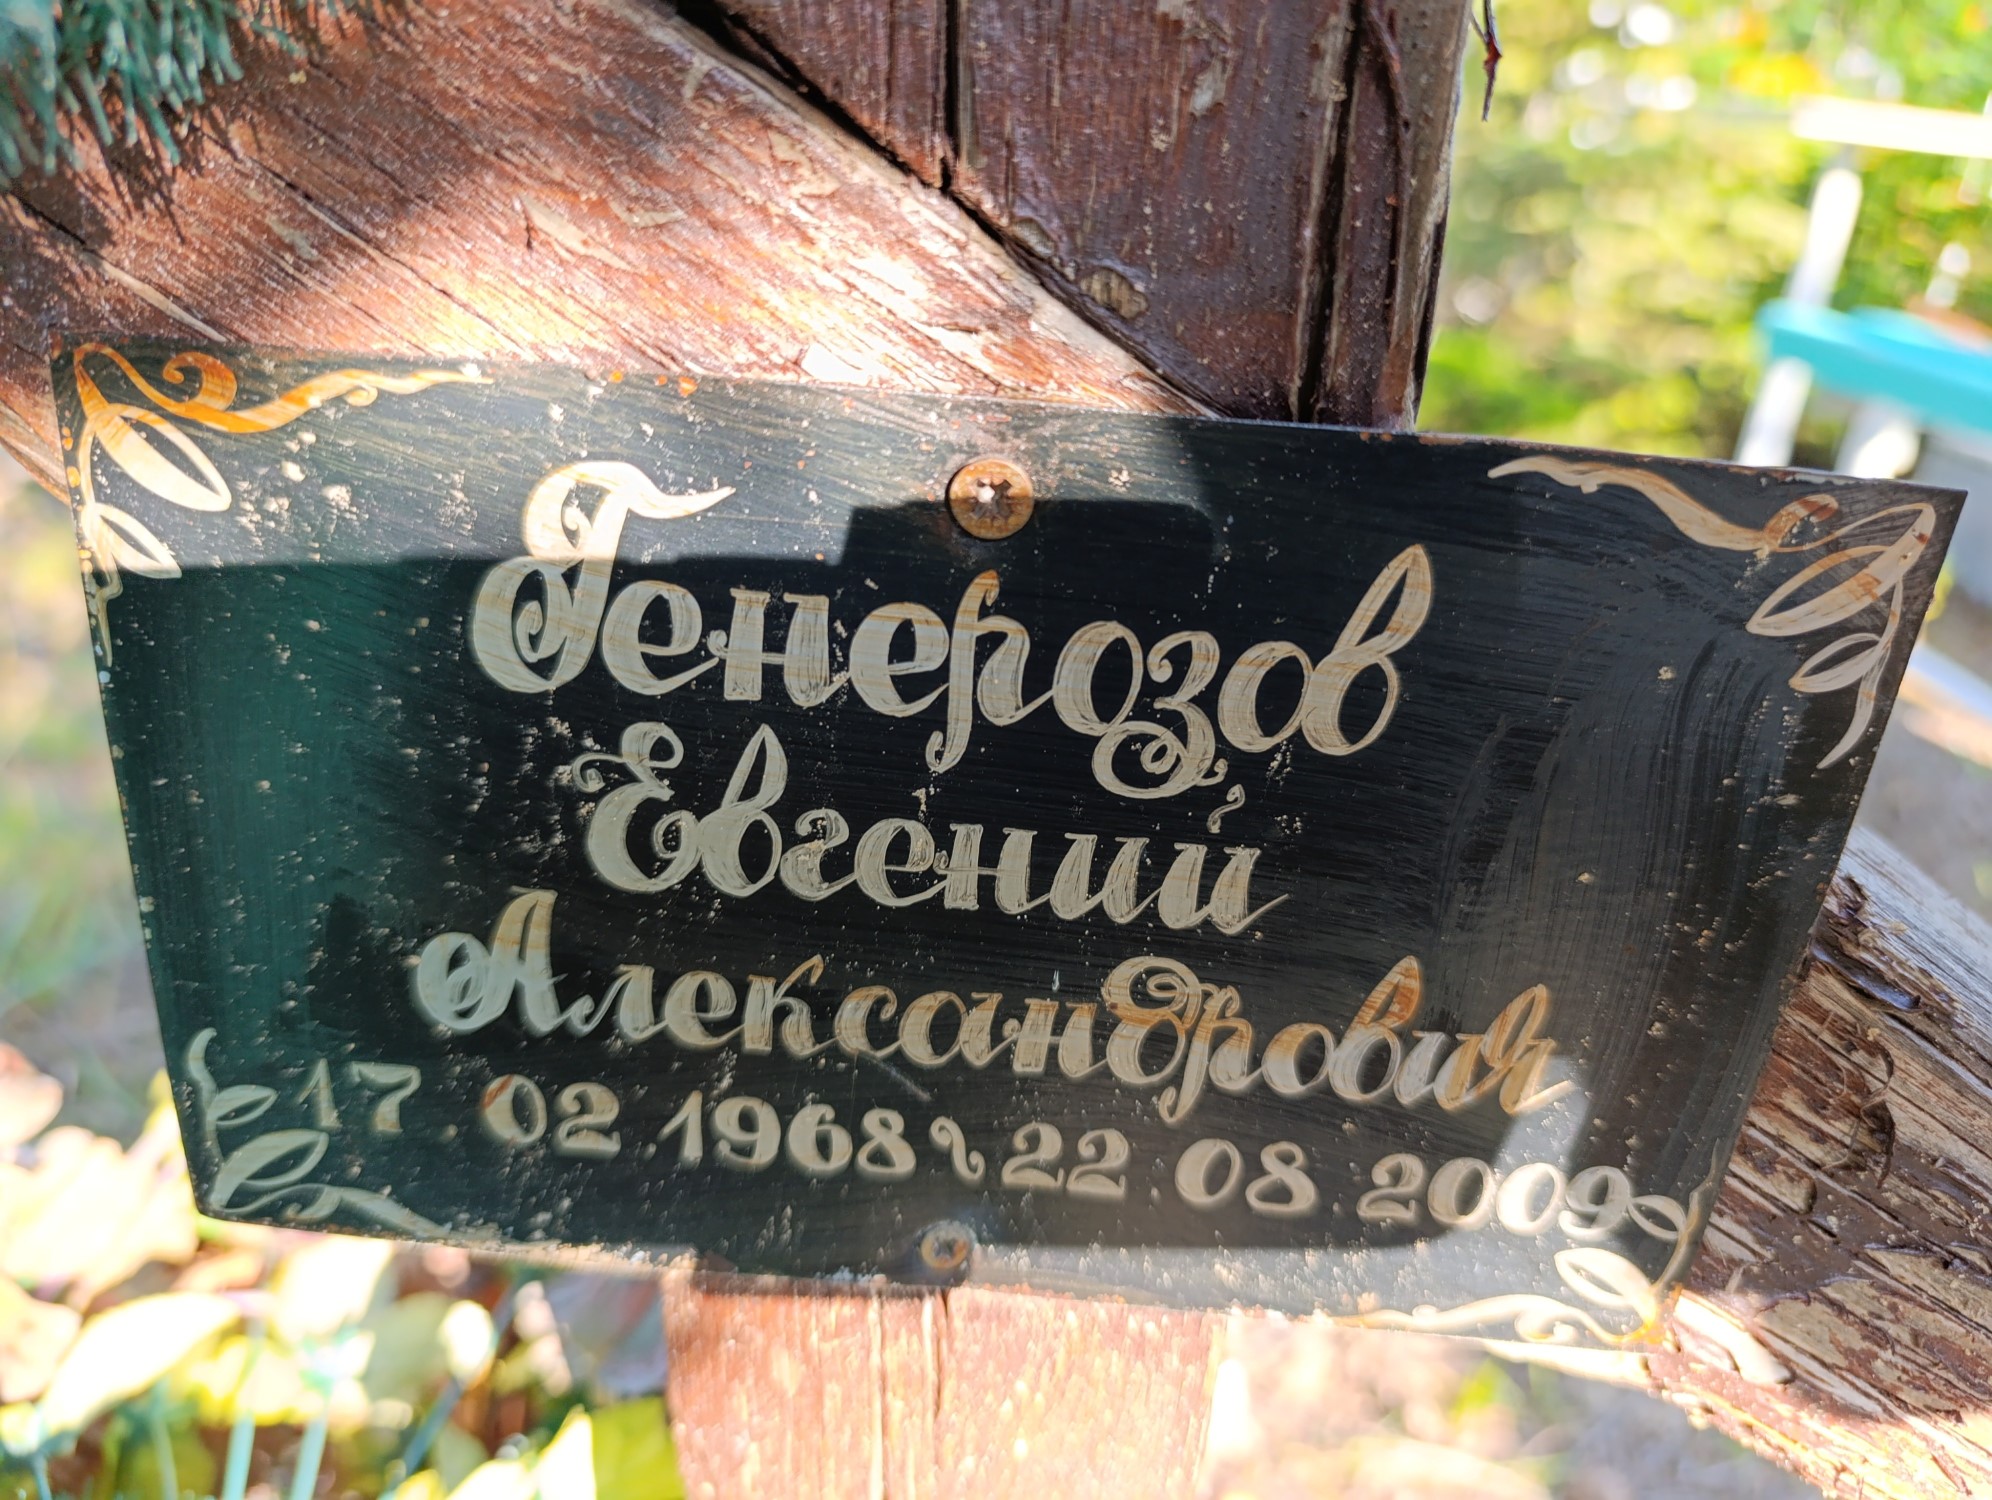 Генерозов
Евгений
Александрович
17.02.1968 ~ 22.08.2009